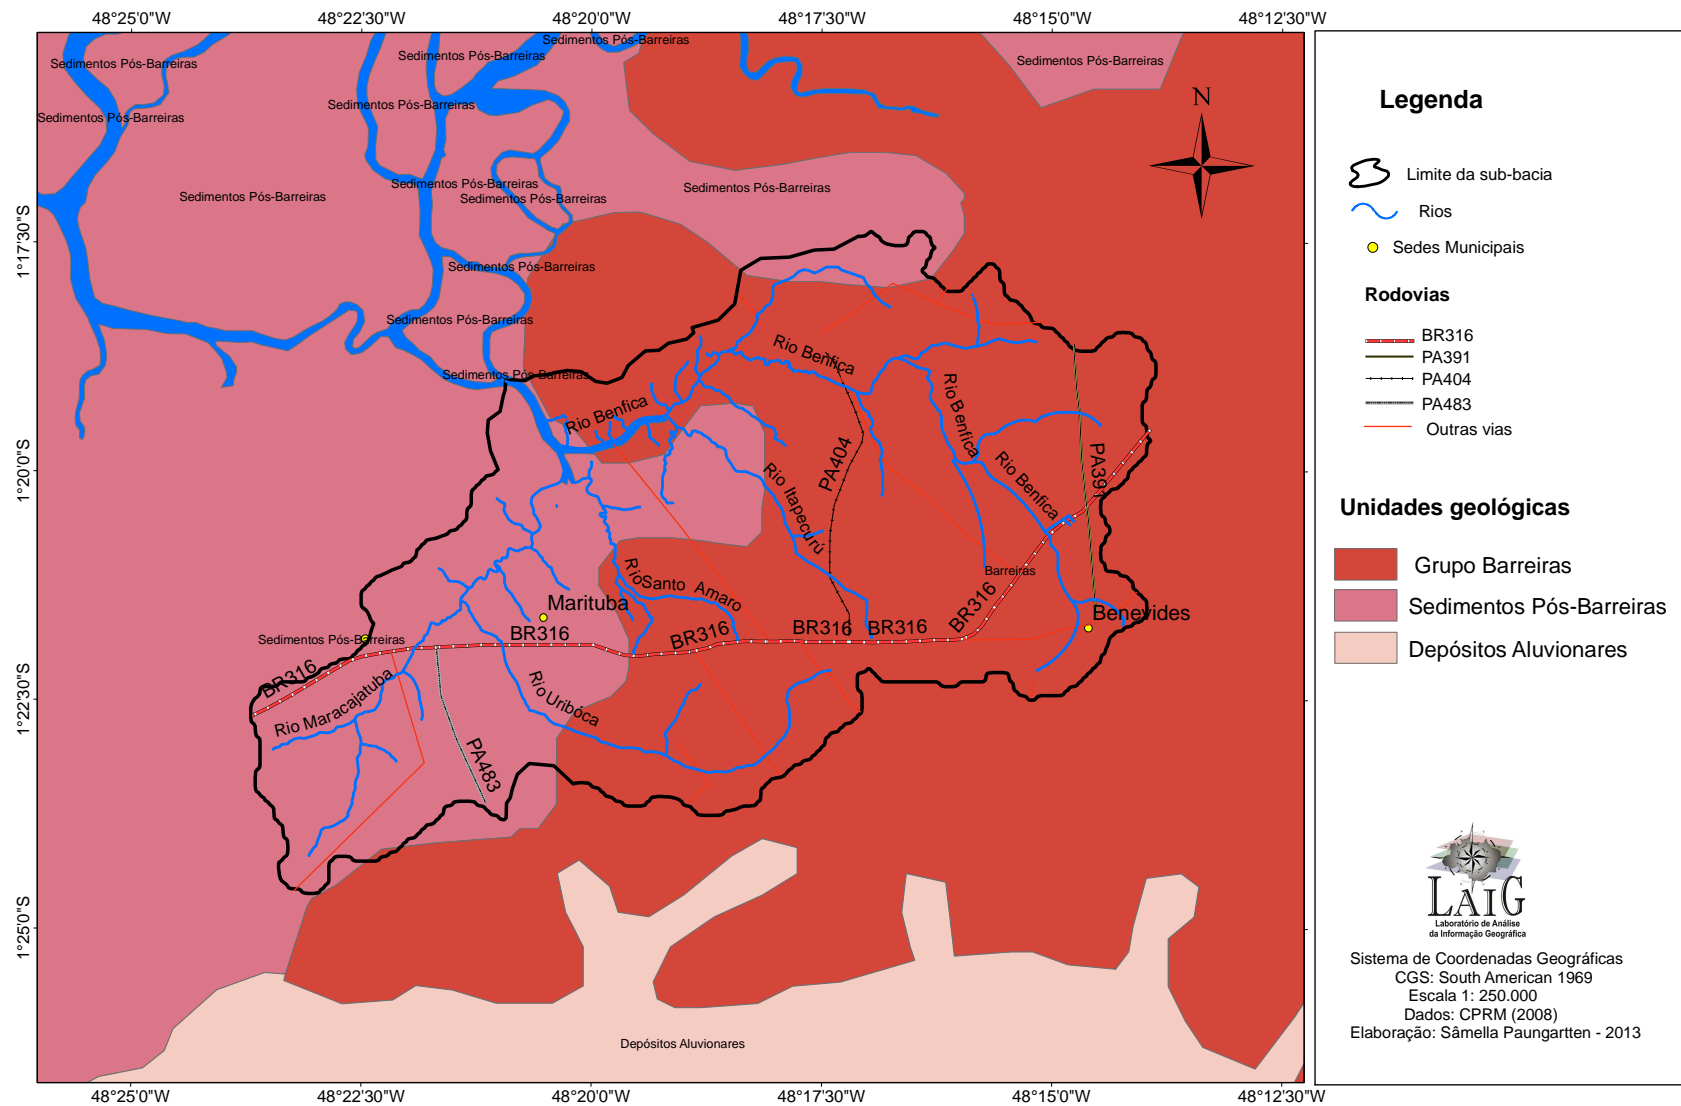 48°25'0"W 48°22'30"W 48°20'0"W 48°17'30"W 48°15'0"W 48°12'30"W
Sedimentos Pós-Barreiras
Sedimentos Pós-Barreiras
Sedimentos Pós-Barreiras
Sedimentos Pós-Barreiras
Sedimentos Pós-Barreiras
Sedimentos Pós-Barreiras
Sedimentos Pós-Barreiras
Sedimentos Pós-Barreiras
Sedimentos Pós-Barreiras
Sedimentos Pós-Barreiras
Sedimentos Pós-Barreiras
Sedimentos Pós-Barreiras
Sedimentos Pós-Barreiras
Sedimentos Pós-Barreiras
N
1°17'30"S
1°20'0"S
1°22'30"S
1°25'0"S
Rio Benfica
Rio Benfica
Rio Benfica
Rio Benfica
Rio Itapecurú
PA404
PA391
Barreiras
Rio Santo Amaro
Marituba
Benevides
Sedimentos Pós-Barreiras
BR316
BR316
BR316
BR316
BR316
BR316
Rio Maracajatuba
Rio Uribóca
PA483
Depósitos Aluvionares
48°25'0"W 48°22'30"W 48°20'0"W 48°17'30"W 48°15'0"W 48°12'30"W
Legenda
Limite da sub-bacia
Rios
Sedes Municipais
Rodovias
BR316
PA391
PA404
PA483
Outras vias
Unidades geológicas
Grupo Barreiras
Sedimentos Pós-Barreiras
Depósitos Aluvionares
LAIG
Laboratório de Análise
da Informação Geográfica
Sistema de Coordenadas Geográficas
CGS: South American 1969
Escala 1: 250.000
Dados: CPRM (2008)
Elaboração: Sâmella Paungartten - 2013